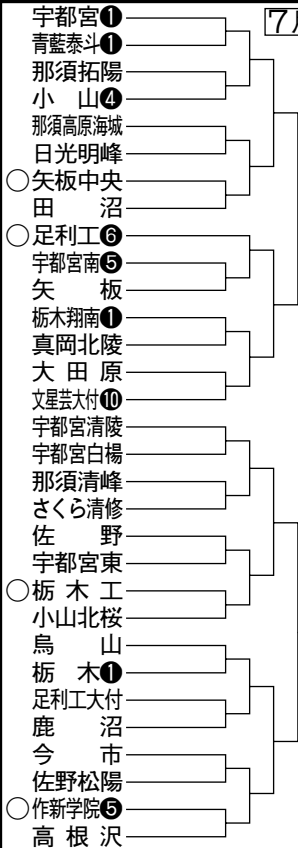 7月
宇都宮❶
青藍泰斗❶
那須拓陽
小山❹
那須高原海城
日光明峰
○矢板中央
田沼
○足利工❻
宇都宮南❺
矢板
栃木翔南❶
真岡北陵
大田原
文星芸大付❿
宇都宮清陵
宇都宮白楊
那須清峰
さくら清修
佐野
宇都宮東
○栃木工
小山北桜
烏山
栃木❶
足利工大付
鹿沼
今市
佐野松陽
○作新学院❺
高根沢